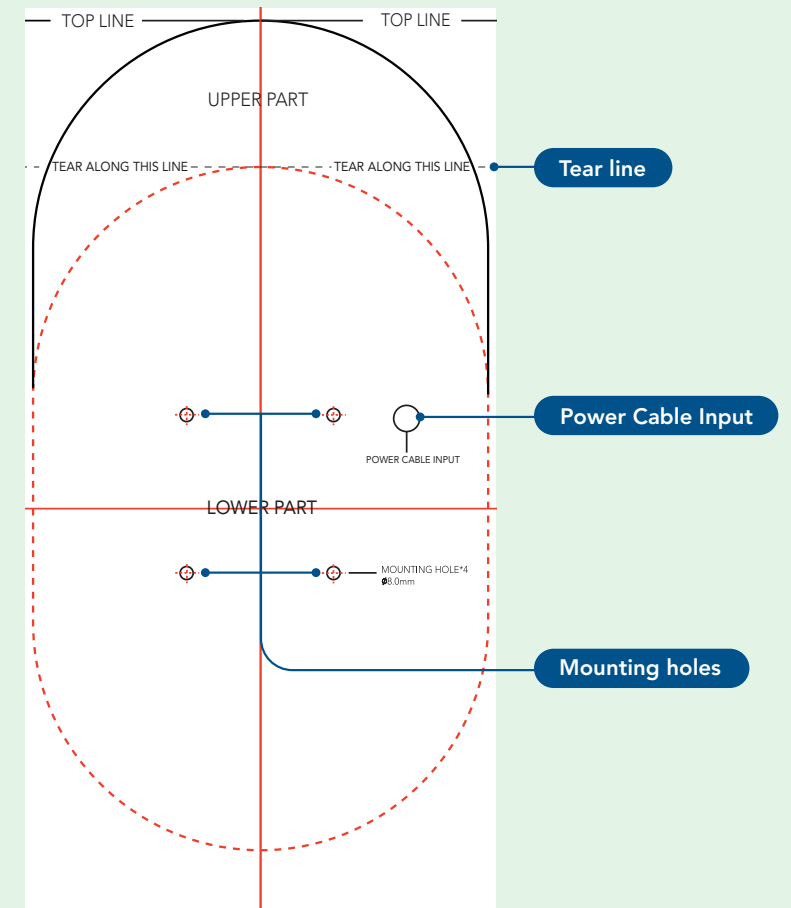 TOP LINE TOP LINE
UPPER PART
TEAR ALONG THIS LINE TEAR ALONG THIS LINE
Tear line
Power Cable Input
POWER CABLE INPUT
LOWER PART
MOUNTING HOLE*4
Ø8.0mm
Mounting holes